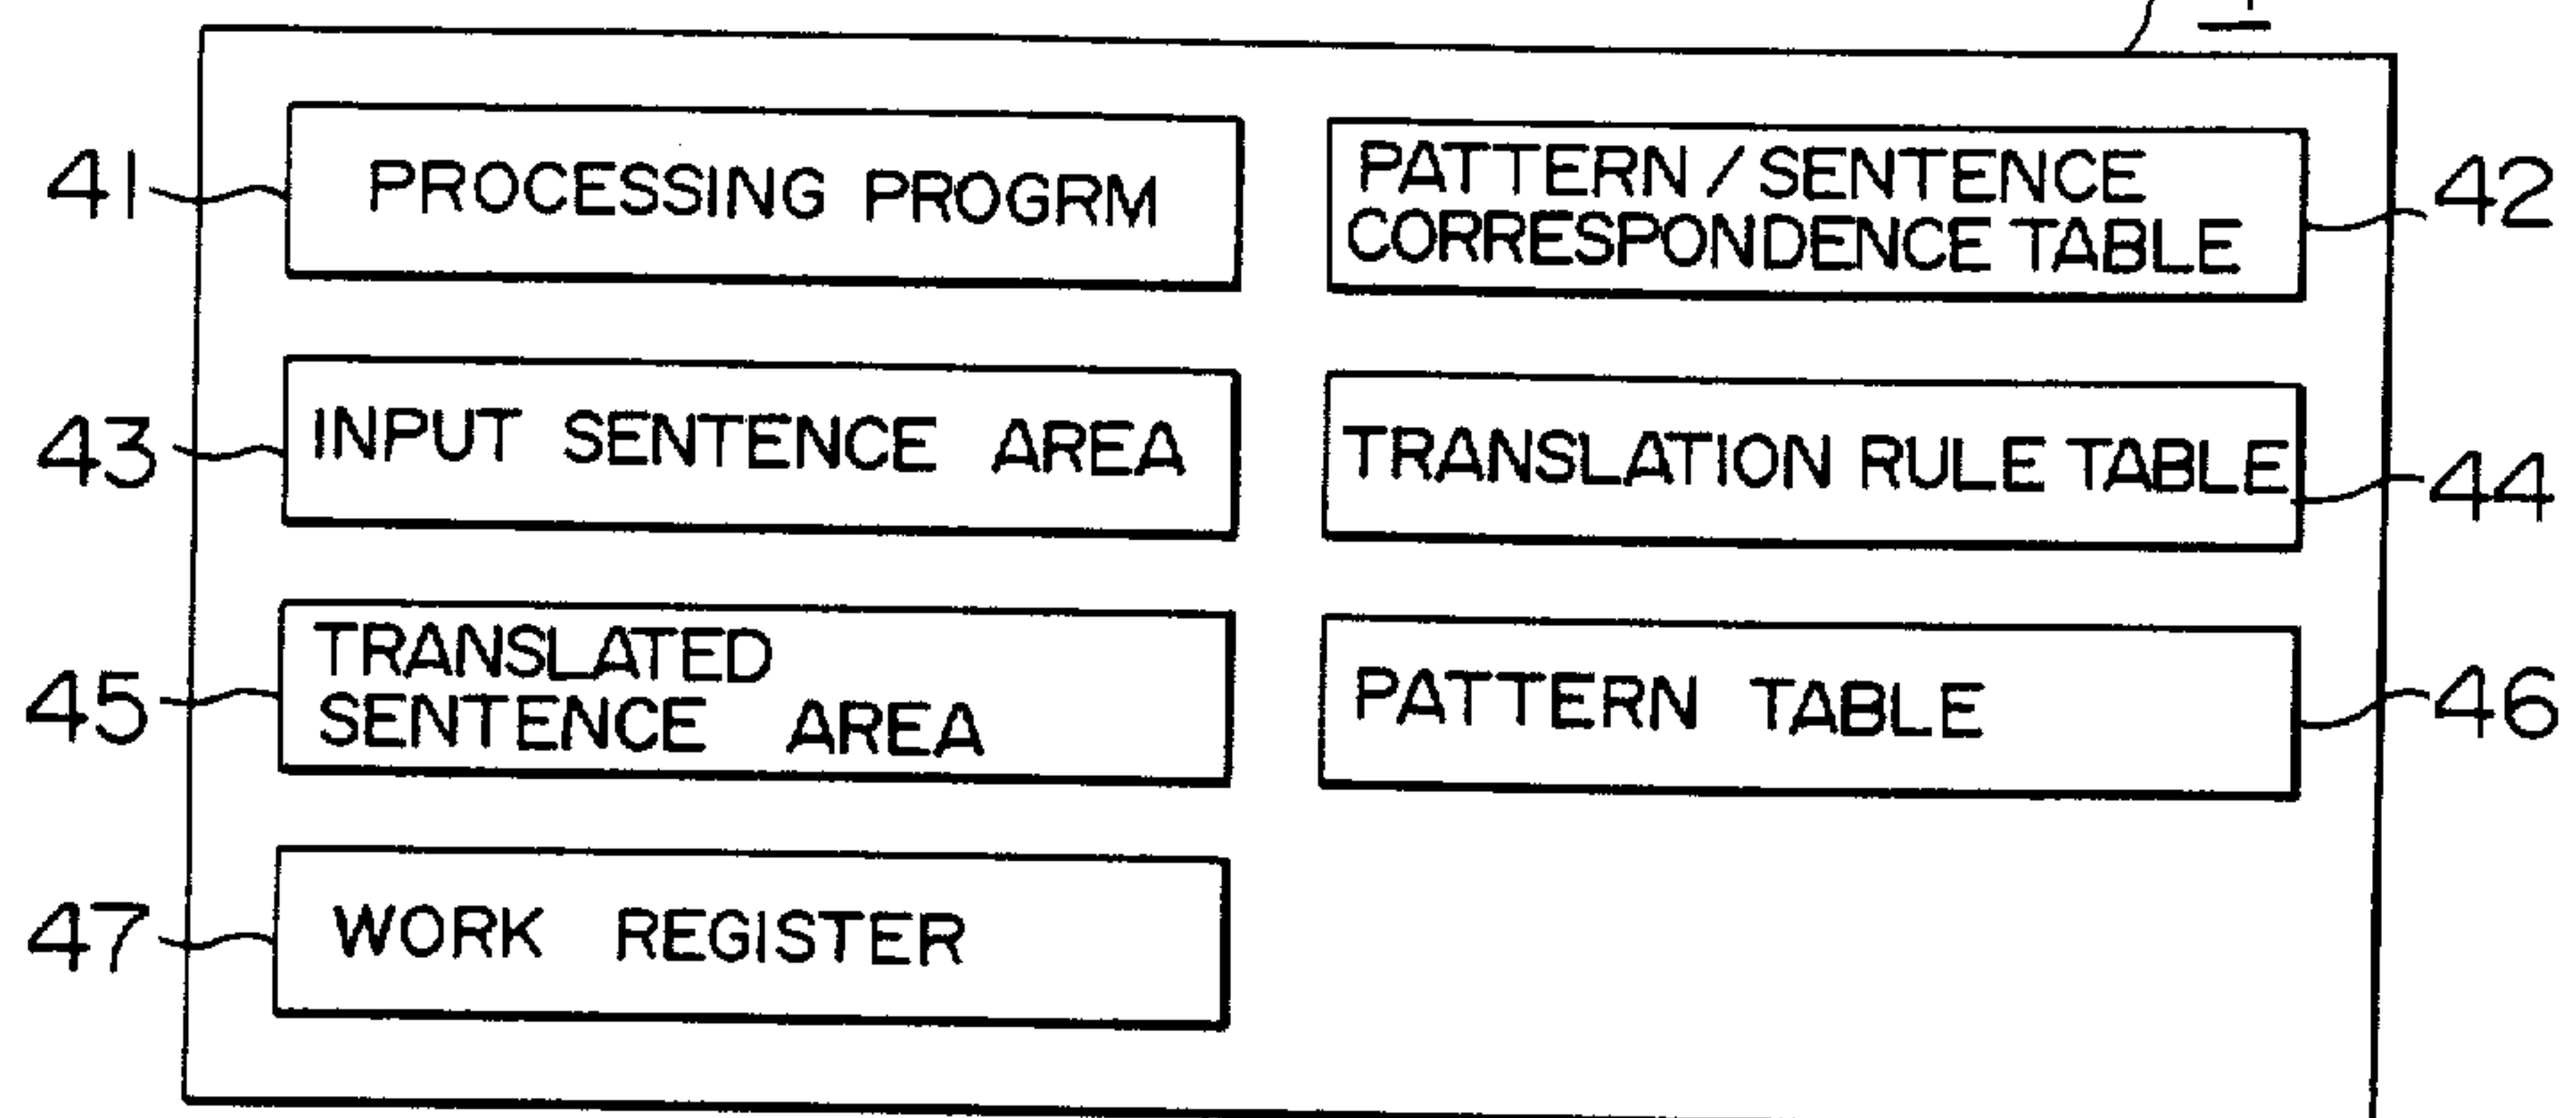 41 PROCESSING PROGRM
PATTERN / SENTENCE
CORRESPONDENCE TABLE 42
43 INPUT SENTENCE AREA
TRANSLATION RULE TABLE 44
TRANSLATED
45 SENTENCE AREA
PATTERN TABLE 46
47 WORK REGISTER